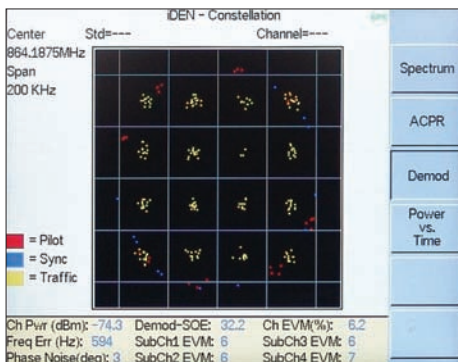 iDEN - Constellation
Center
Std=---
Channel=---
864.1875MHz
Span
200 KHz
Spectrum
ACPR
Demod
Power
vs.
Time
= Pilot
= Sync
= Traffic
Ch Pwr (dBm): -74.3 Demod-SQE: 32.2 Ch EVM(%): 6.2
Freq Err (Hz): 594 SubCh1 EVM: 6 SubCh3 EVM: 6
Phase Noise(deg): 3 SubCh2 EVM: 6 SubCh4 EVM: 7